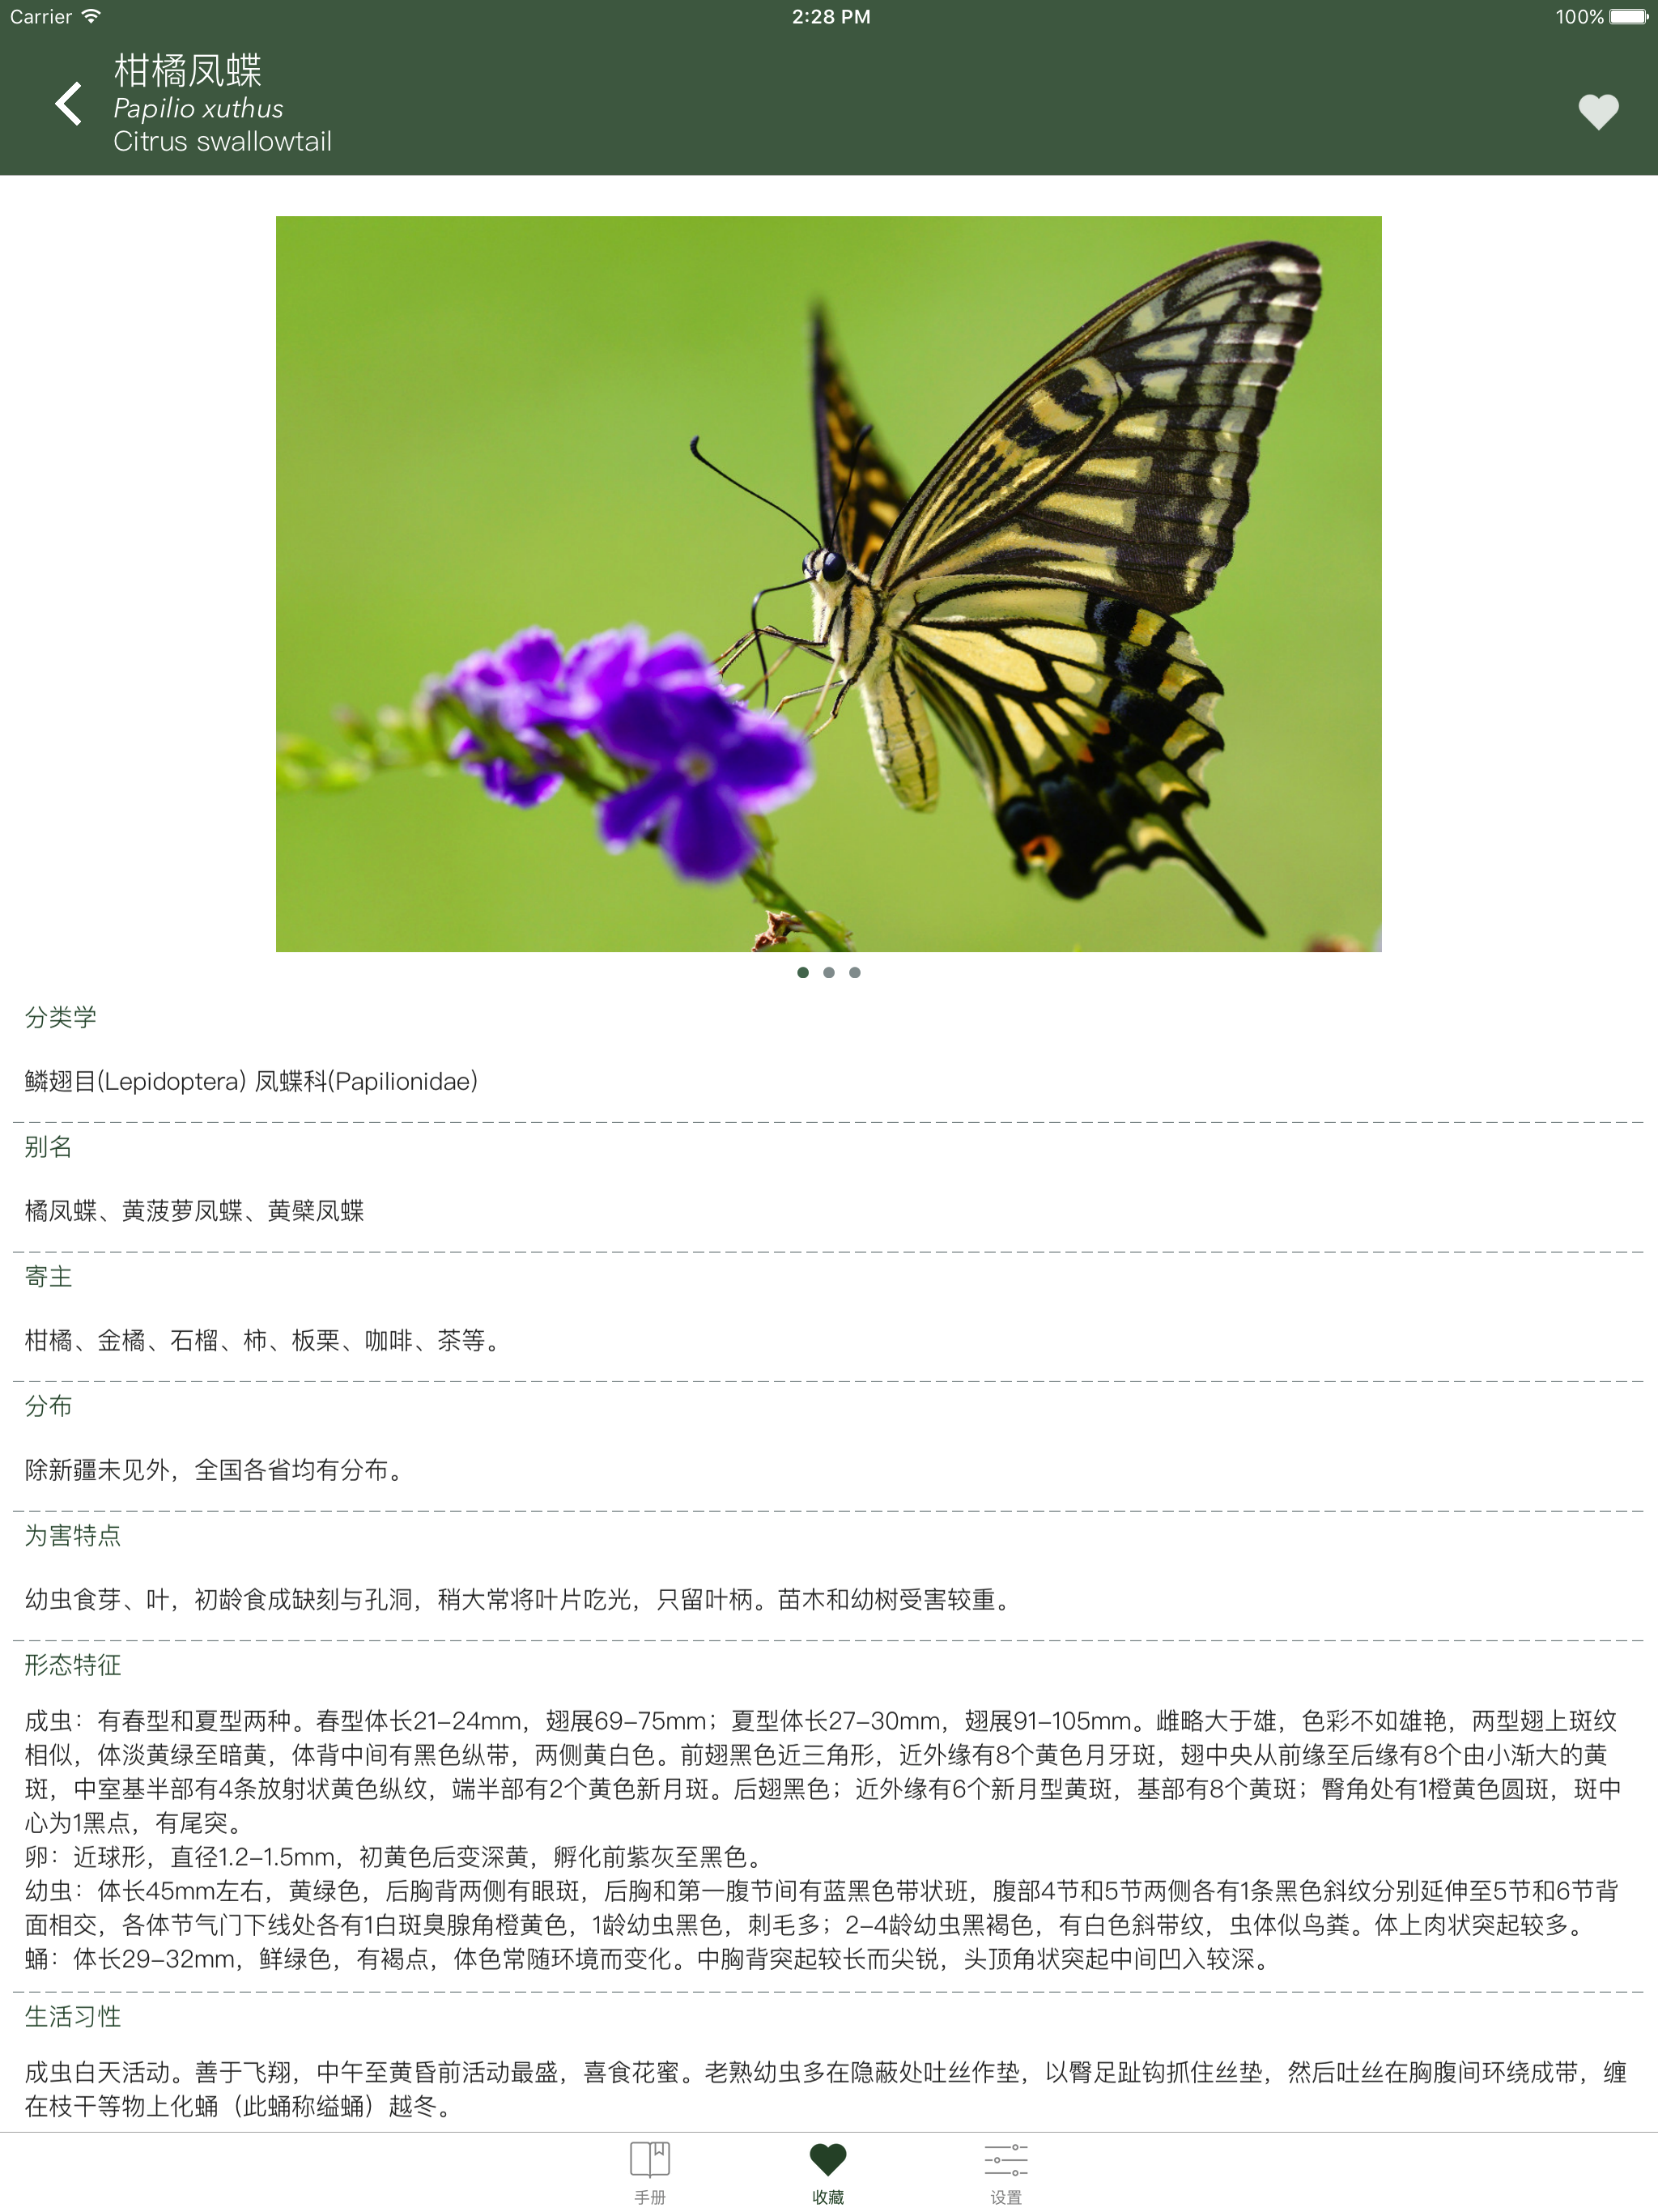 Carrier 2:28 PM 100%
柑橘凤蝶
Papilio xuthus
Citrus swallowtail
分类学
鳞翅目(Lepidoptera) 凤蝶科(Papilionidae)
别名
橘凤蝶、黄菠萝凤蝶、黄檗凤蝶
寄主
柑橘、金橘、石榴、柿、板栗、咖啡、茶等。
分布
除新疆未见外，全国各省均有分布。
为害特点
幼虫食芽、叶，初龄食成缺刻与孔洞，稍大常将叶片吃光，只留叶柄。苗木和幼树受害较重。
形态特征
成虫：有春型和夏型两种。春型体长21-24mm，翅展69-75mm；夏型体长27-30mm，翅展91-105mm。雌略大于雄，色彩不如雄艳，两型翅上斑纹
相似，体淡黄绿至暗黄，体背中间有黑色纵带，两侧黄白色。前翅黑色近三角形，近外缘有8个黄色月牙斑，翅中央从前缘至后缘有8个由小渐大的黄
斑，中室基半部有4条放射状黄色纵纹，端半部有2个黄色新月斑。后翅黑色；近外缘有6个新月型黄斑，基部有8个黄斑；臀角处有1橙黄色圆斑，斑中
心为1黑点，有尾突。
卵：近球形，直径1.2-1.5mm，初黄色后变深黄，孵化前紫灰至黑色。
幼虫：体长45mm左右，黄绿色，后胸背两侧有眼斑，后胸和第一腹节间有蓝黑色带状班，腹部4节和5节两侧各有1条黑色斜纹分别延伸至5节和6节背
面相交，各体节气门下线处各有1白斑臭腺角橙黄色，1龄幼虫黑色，刺毛多；2-4龄幼虫黑褐色，有白色斜带纹，虫体似鸟粪。体上肉状突起较多。
蛹：体长29-32mm，鲜绿色，有褐点，体色常随环境而变化。中胸背突起较长而尖锐，头顶角状突起中间凹入较深。
生活习性
成虫白天活动。善于飞翔，中午至黄昏前活动最盛，喜食花蜜。老熟幼虫多在隐蔽处吐丝作垫，以臀足趾钩抓住丝垫，然后吐丝在胸腹间环绕成带，缠
在枝干等物上化蛹（此蛹称缢蛹）越冬。
手册 收藏 设置